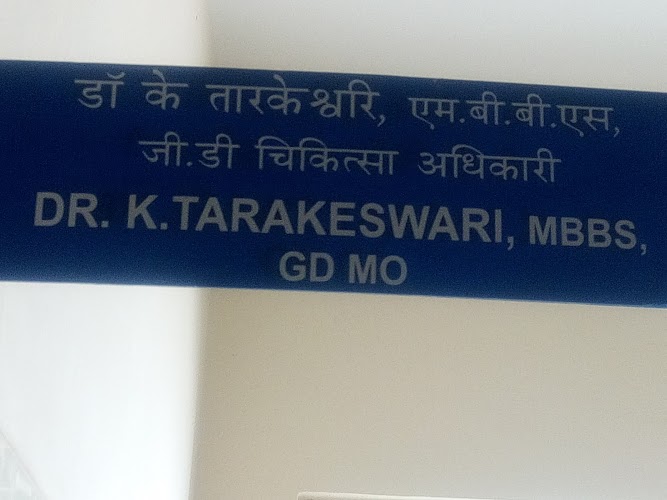 डॉ के तारकेश्वरि, एम.बी.बी.एस,
जी.डी चिकित्सा अधिकारी
DR. K.TARAKESWARI, MBBS,
GD MO